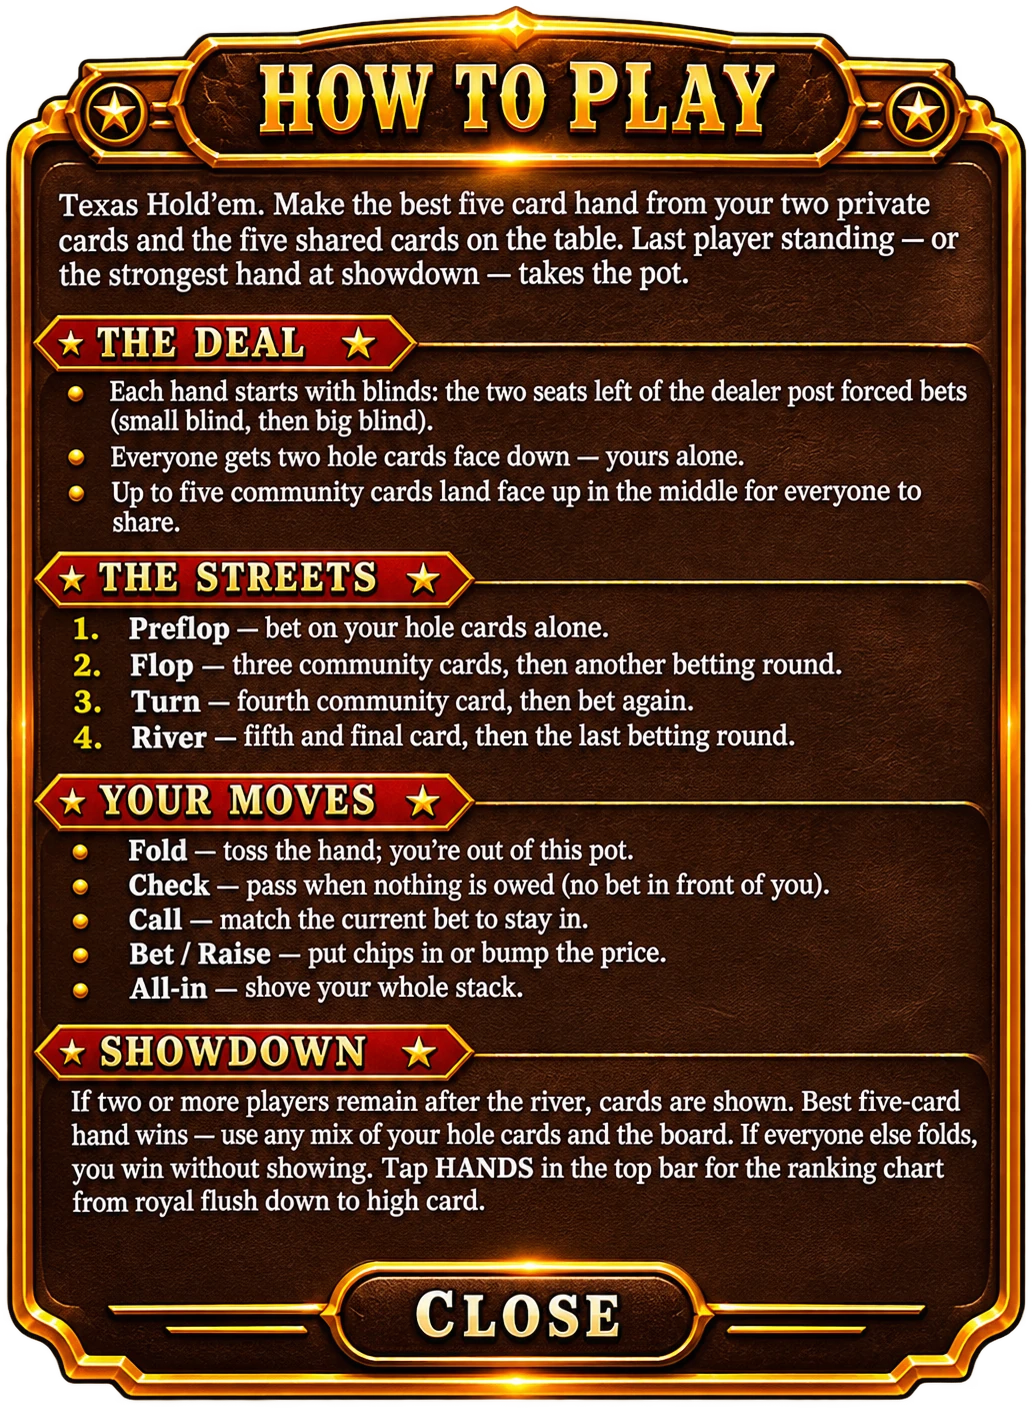 HOW TO PLAY
Texas Hold’em. Make the best five card hand from your two private
cards and the five shared cards on the table. Last player standing — or
the strongest hand at showdown — takes the pot.
THE DEAL
Each hand starts with blinds: the two seats left of the dealer post forced bets
(small blind, then big blind).
Everyone gets two hole cards face down — yours alone.
Up to five community cards land face up in the middle for everyone to
share.
THE STREETS
1. Preflop — bet on your hole cards alone.
2. Flop — three community cards, then another betting round.
3. Turn — fourth community card, then bet again.
4. River — fifth and final card, then the last betting round.
YOUR MOVES
Fold — toss the hand; you’re out of this pot.
Check — pass when nothing is owed (no bet in front of you).
Call — match the current bet to stay in.
Bet / Raise — put chips in or bump the price.
All-in — shove your whole stack.
SHOWDOWN
If two or more players remain after the river, cards are shown. Best five-card
hand wins — use any mix of your hole cards and the board. If everyone else folds,
you win without showing. Tap HANDS in the top bar for the ranking chart
from royal flush down to high card.
CLOSE